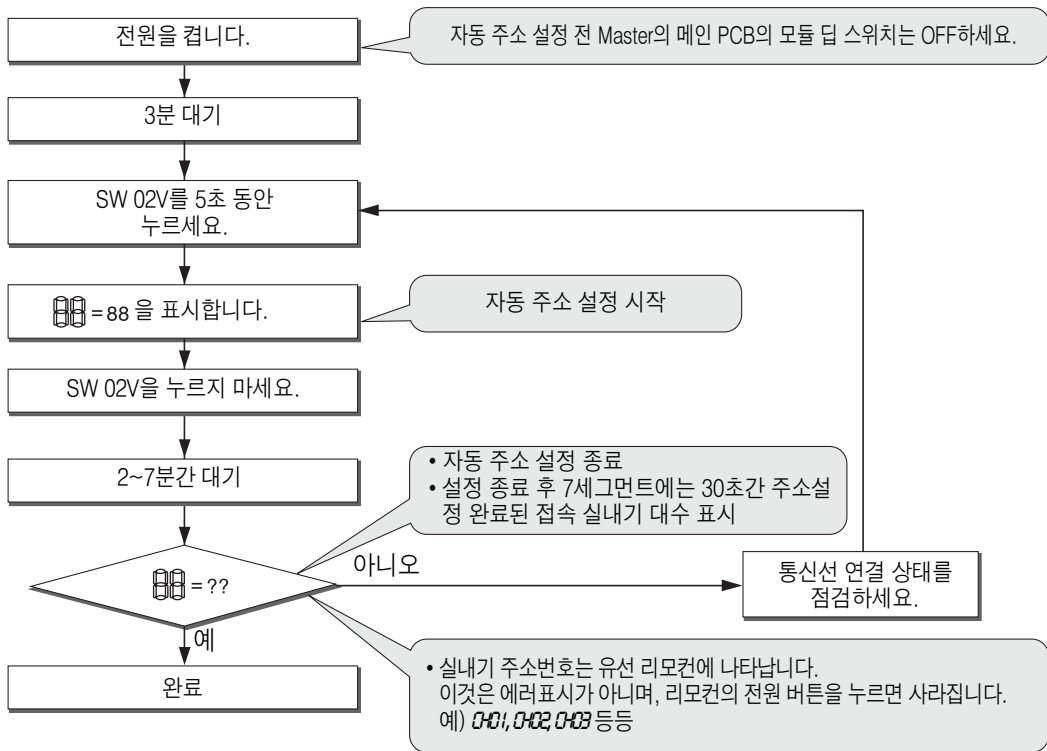 전원을 켭니다.
자동 주소 설정 전 Master의 메인 PCB의 모듈 딥 스위치는 OFF하세요.
3분 대기
SW 02V를 5초 동안
누르세요.
88 = 88 을 표시합니다.
자동 주소 설정 시작
SW 02V을 누르지 마세요.
2~7분간 대기
• 자동 주소 설정 종료
• 설정 종료 후 7세그먼트에는 30초간 주소설
정 완료된 접속 실내기 대수 표시
88 = ??
아니오
통신선 연결 상태를
점검하세요.
예
완료
• 실내기 주소번호는 유선 리모컨에 나타납니다.
이것은 에러표시가 아니며, 리모컨의 전원 버튼을 누르면 사라집니다.
예) CH01, CH02, CH03 등등